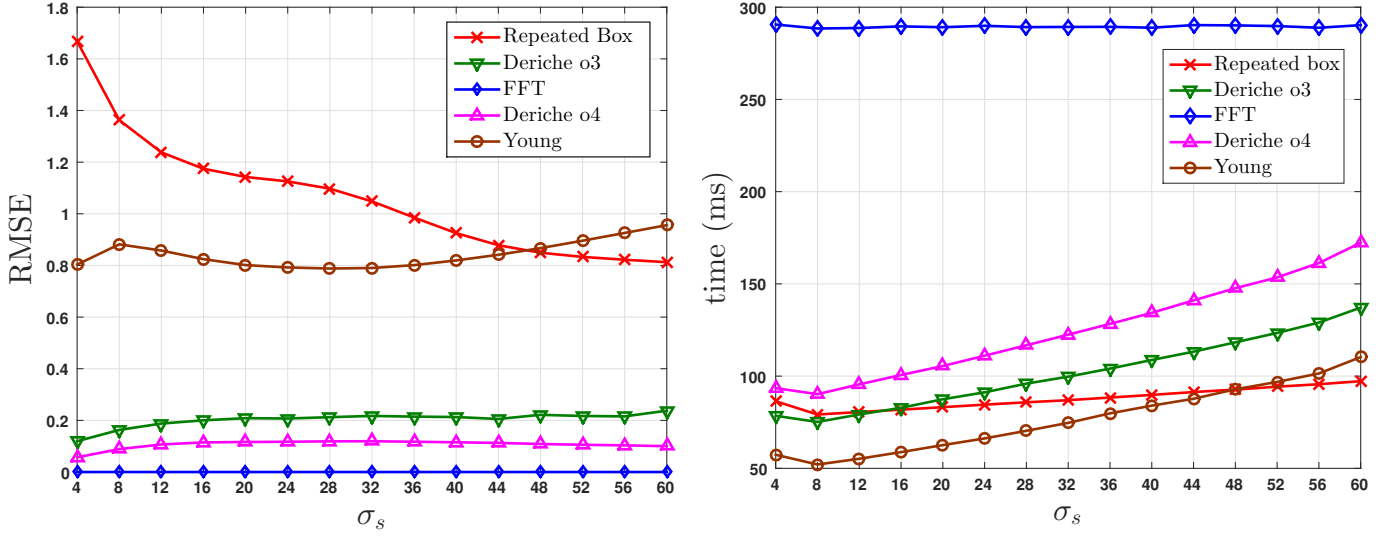 1.8
1.6
1.4
1.2
1
0.8
0.6
0.4
0.2
0
RMSE
4 8 12 16 20 24 28 32 36 40 44 48 52 56 60
σₛ
Repeated Box
Deriche o3
FFT
Deriche o4
Young
300
250
200
150
100
50
time (ms)
4 8 12 16 20 24 28 32 36 40 44 48 52 56 60
σₛ
Repeated box
Deriche o3
FFT
Deriche o4
Young